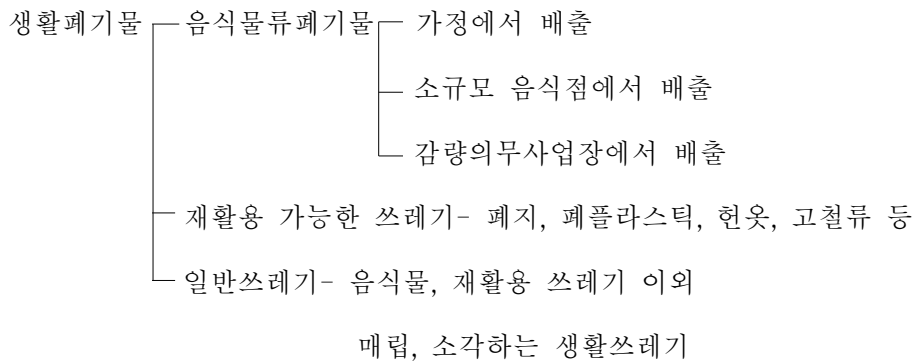 생활폐기물 음식물류폐기물 가정에서 배출
소규모 음식점에서 배출
감량의무사업장에서 배출
재활용 가능한 쓰레기- 폐지, 폐플라스틱, 헌옷, 고철류 등
일반쓰레기- 음식물, 재활용 쓰레기 이외
매립, 소각하는 생활쓰레기